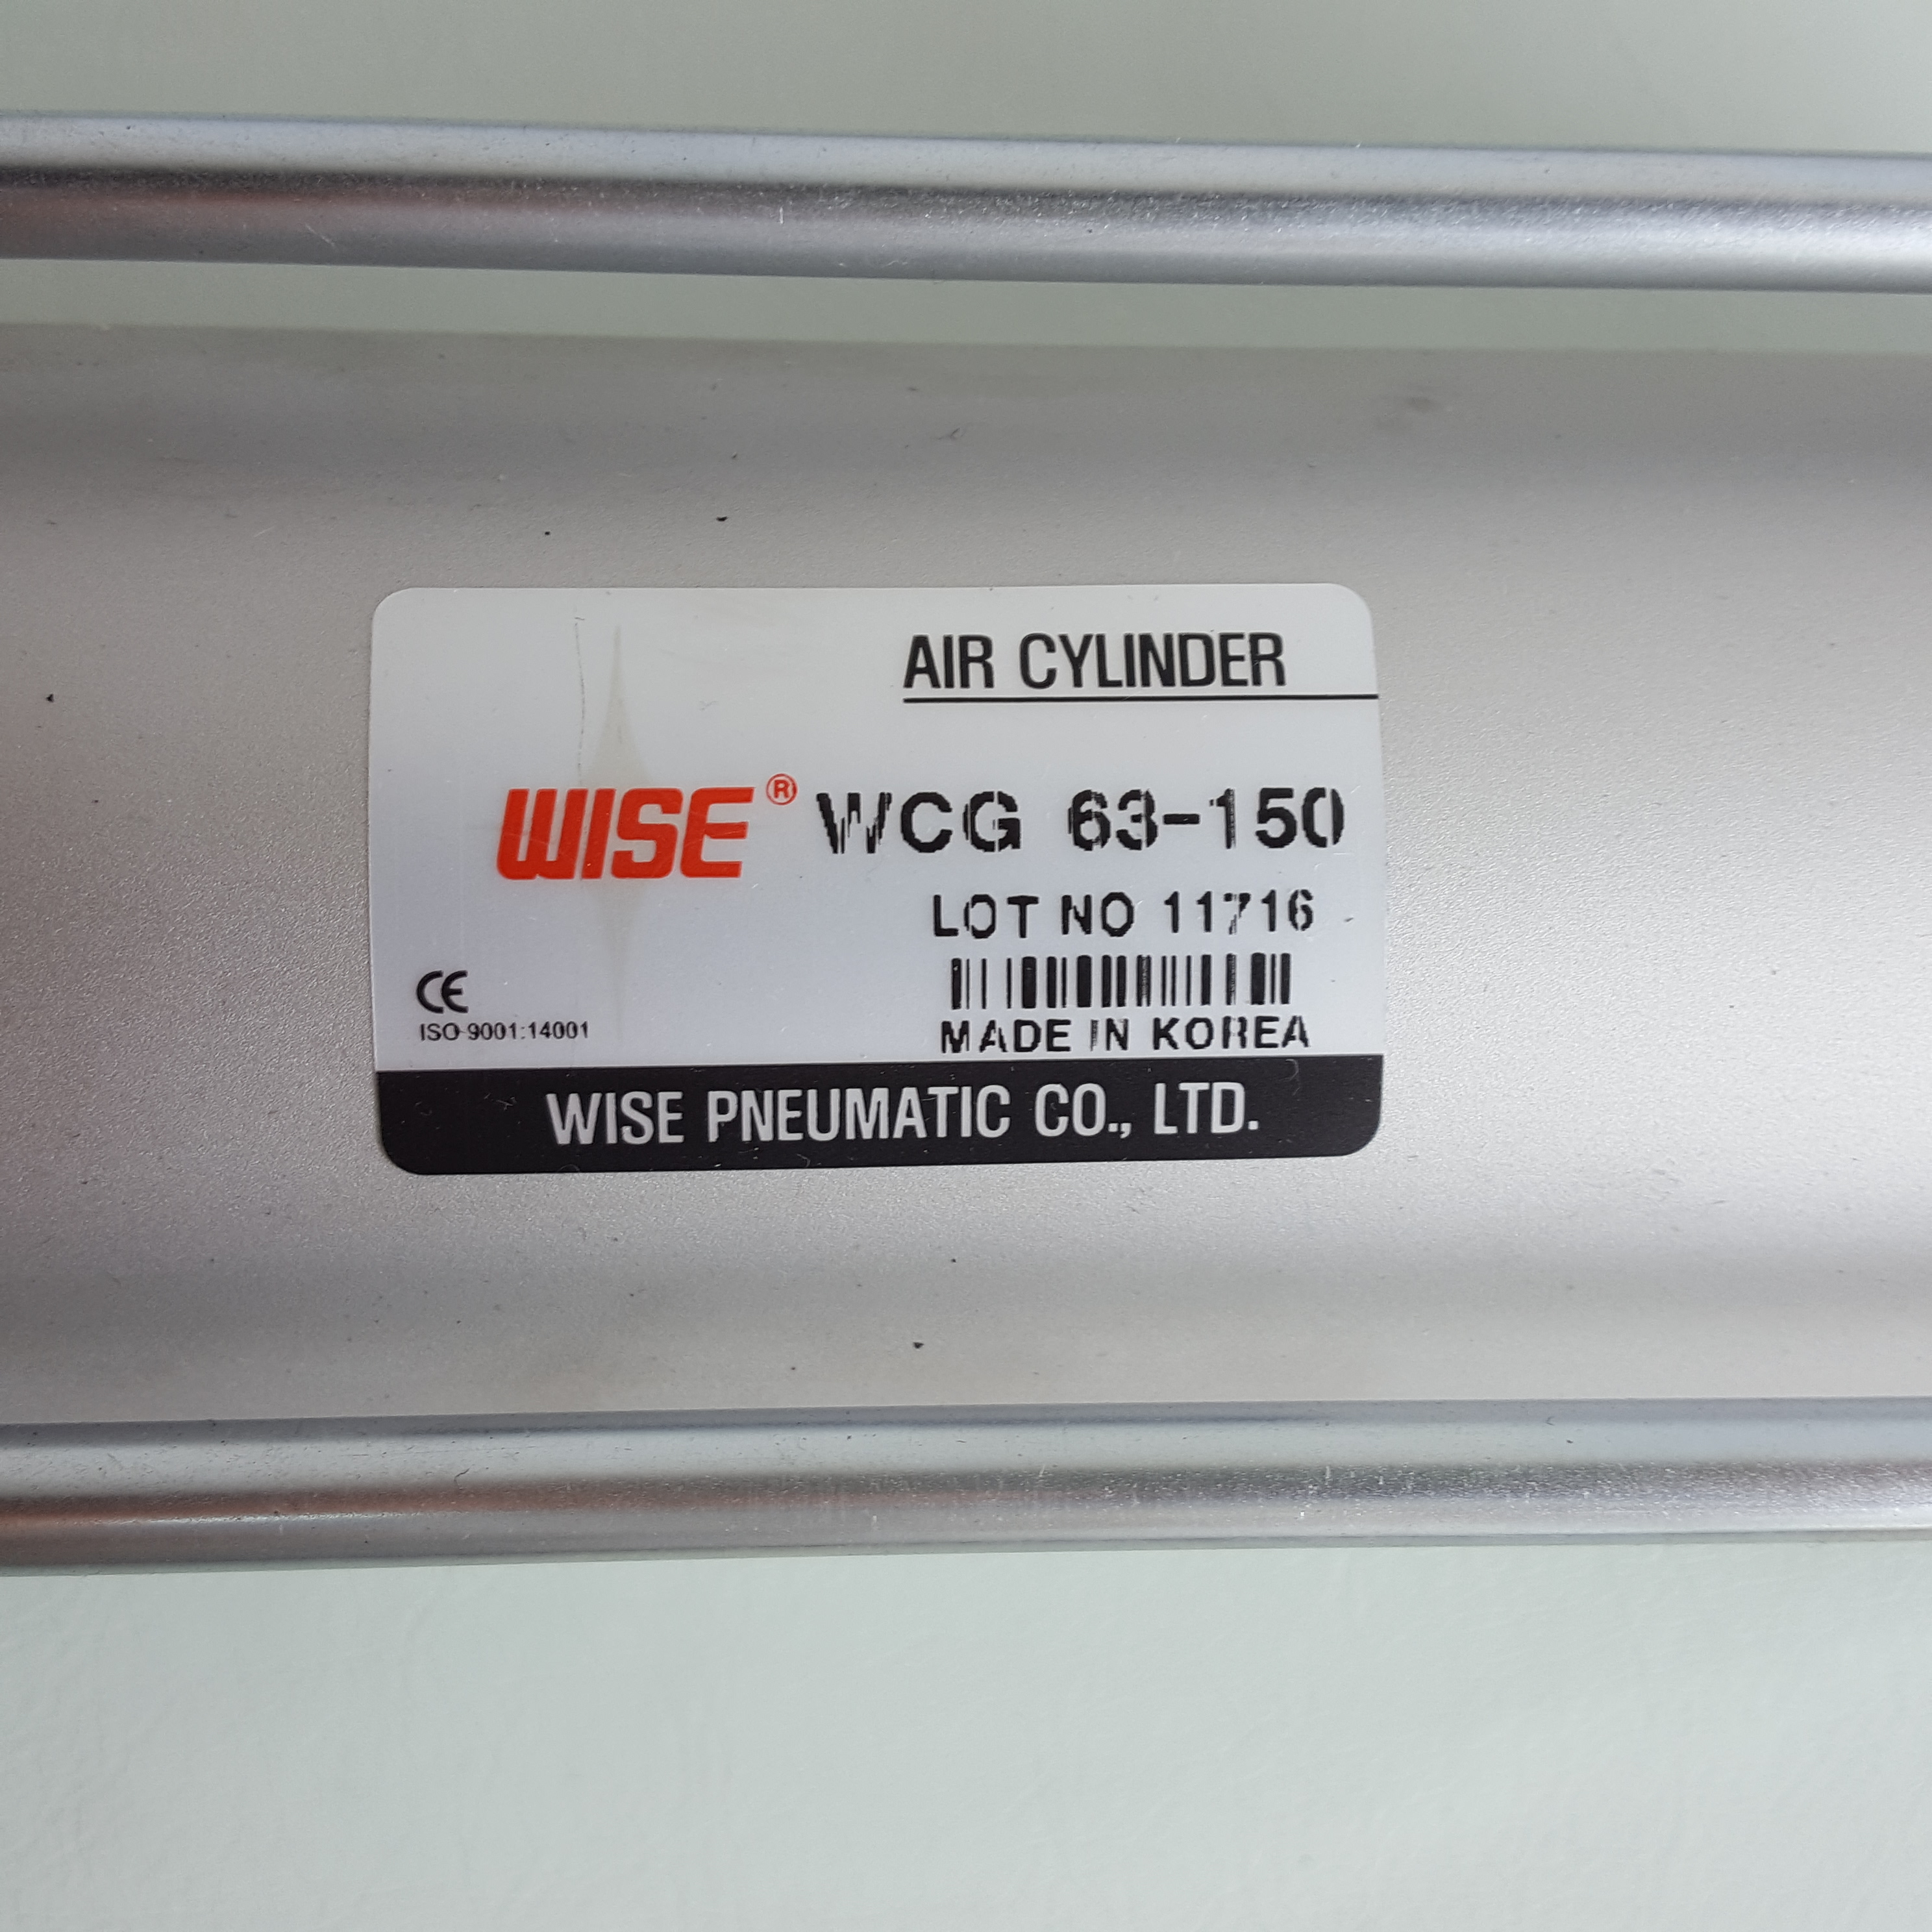 AIR CYLINDER
WISE® WCG 63-150
LOT NO 11716
CE
ISO 9001:14001
MADE IN KOREA
WISE PNEUMATIC CO., LTD.